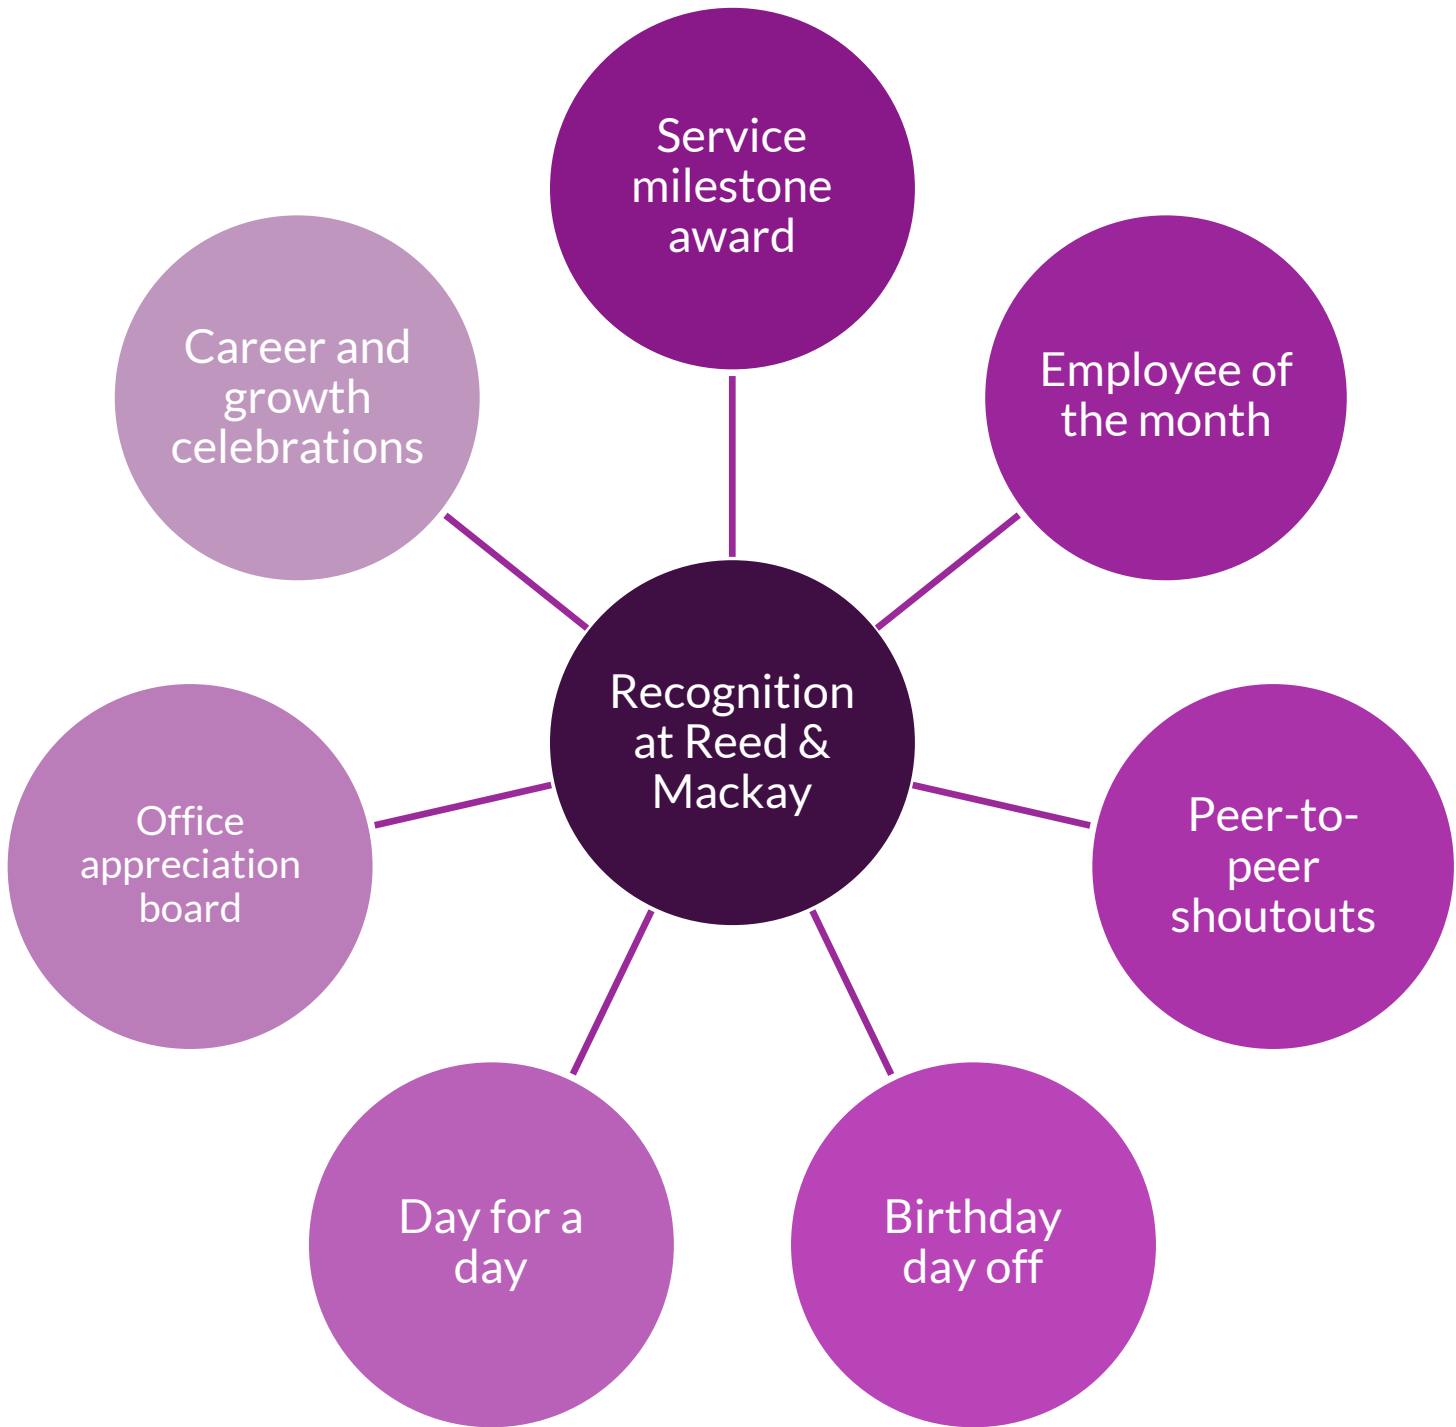 Service
milestone
award
Employee of
the month
Peer-to-
peer
shoutouts
Birthday
day off
Day for a
day
Office
appreciation
board
Career and
growth
celebrations
Recognition
at Reed &
Mackay